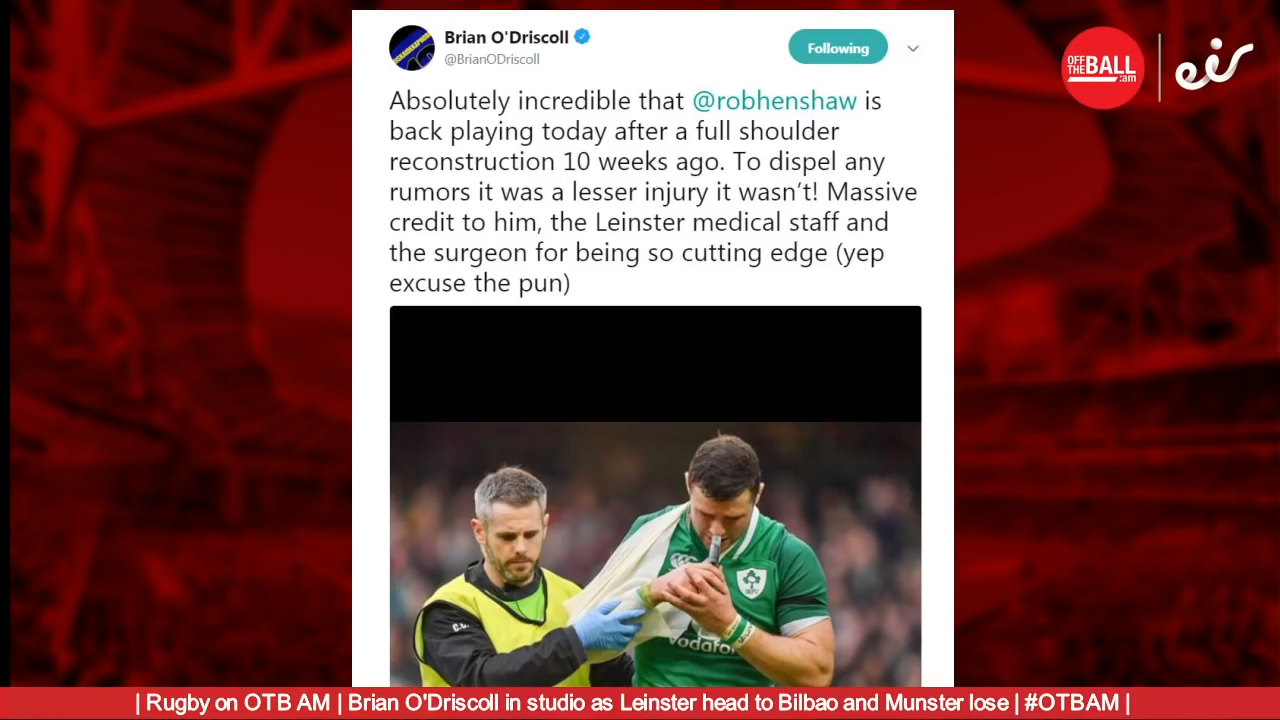 Brian O'Driscoll
@BrianODriscoll
Following
OFF
THE BALL
:am
eir
Absolutely incredible that @robhenshaw is
back playing today after a full shoulder
reconstruction 10 weeks ago. To dispel any
rumors it was a lesser injury it wasn’t! Massive
credit to him, the Leinster medical staff and
the surgeon for being so cutting edge (yep
excuse the pun)
C.C.
IRFU
vodafo
| Rugby on OTB AM | Brian O'Driscoll in studio as Leinster head to Bilbao and Munster lose | #OTBAM |